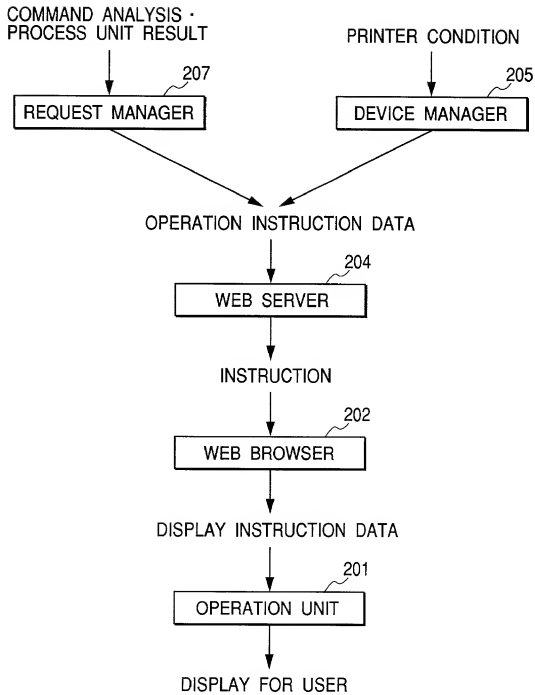 COMMAND ANALYSIS ·
PROCESS UNIT RESULT
PRINTER CONDITION
207
205
REQUEST MANAGER
DEVICE MANAGER
OPERATION INSTRUCTION DATA
204
WEB SERVER
INSTRUCTION
202
WEB BROWSER
DISPLAY INSTRUCTION DATA
201
OPERATION UNIT
DISPLAY FOR USER